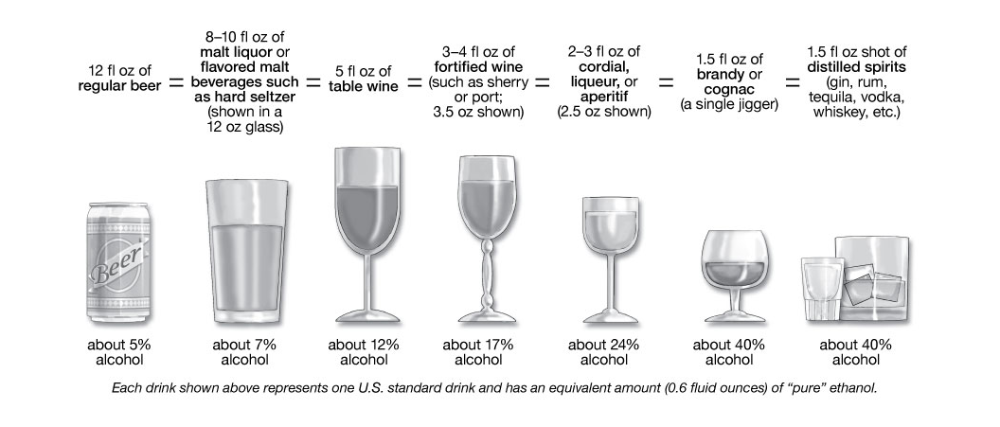 12 fl oz of
regular beer
=
8–10 fl oz of
malt liquor or
flavored malt
beverages such
as hard seltzer
(shown in a
12 oz glass)
=
5 fl oz of
table wine
=
3–4 fl oz of
fortified wine
(such as sherry
or port;
3.5 oz shown)
=
2–3 fl oz of
cordial,
liqueur, or
aperitif
(2.5 oz shown)
=
1.5 fl oz of
brandy or
cognac
(a single jigger)
=
1.5 fl oz shot of
distilled spirits
(gin, rum,
tequila, vodka,
whiskey, etc.)
Beer
about 5%
alcohol
about 7%
alcohol
about 12%
alcohol
about 17%
alcohol
about 24%
alcohol
about 40%
alcohol
about 40%
alcohol
Each drink shown above represents one U.S. standard drink and has an equivalent amount (0.6 fluid ounces) of “pure” ethanol.